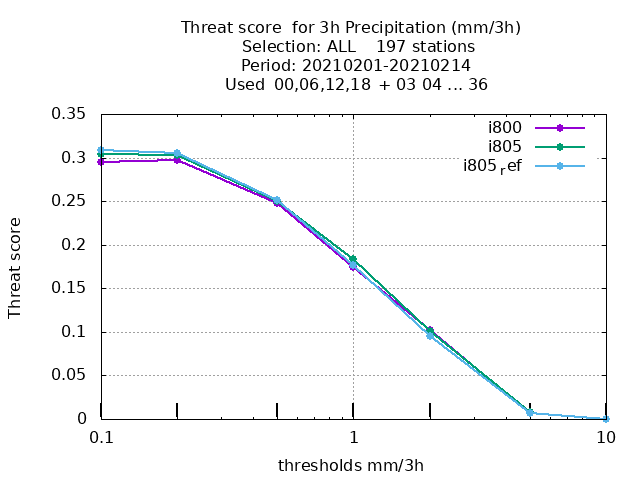 Threat score for 3h Precipitation (mm/3h)
Selection: ALL 197 stations
Period: 20210201-20210214
Used 00,06,12,18 + 03 04 ... 36
0.35
0.3
0.25
0.2
0.15
0.1
0.05
0
Threat score
i800
i805
i805ref
0.1
1
10
thresholds mm/3h